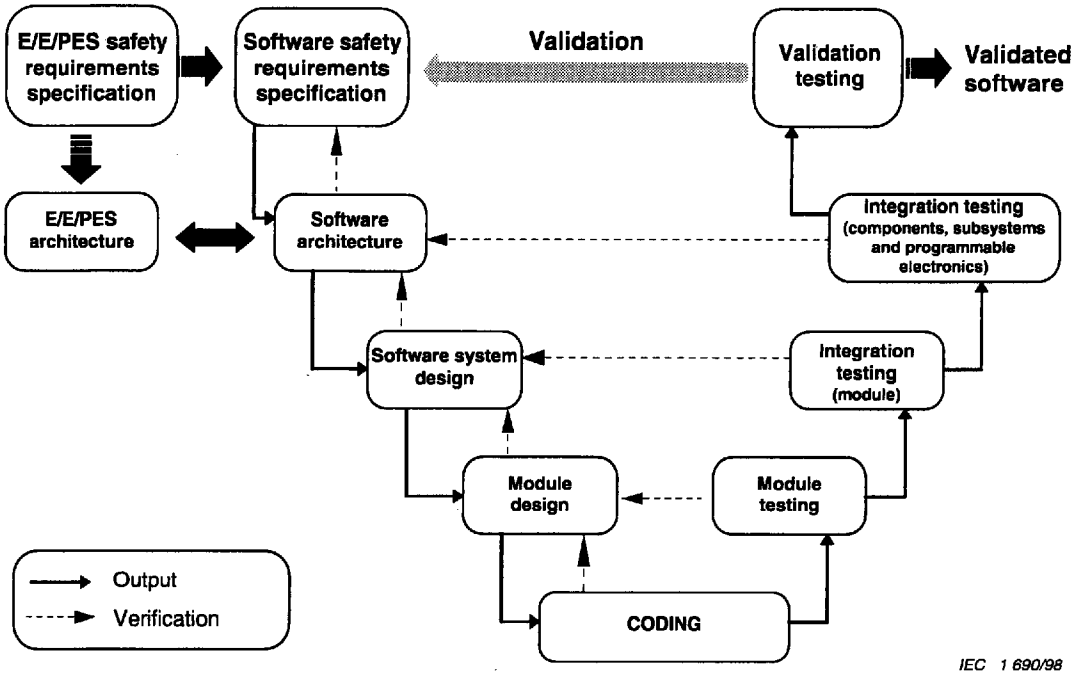 E/E/PES safety
requirements
specification
Software safety
requirements
specification
Validation
Validation
testing
Validated
software
E/E/PES
architecture
Software
architecture
Integration testing
(components, subsystems
and programmable
electronics)
Software system
design
Integration
testing
(module)
Module
design
Module
testing
CODING
Output
Verification
IEC 1 690/98